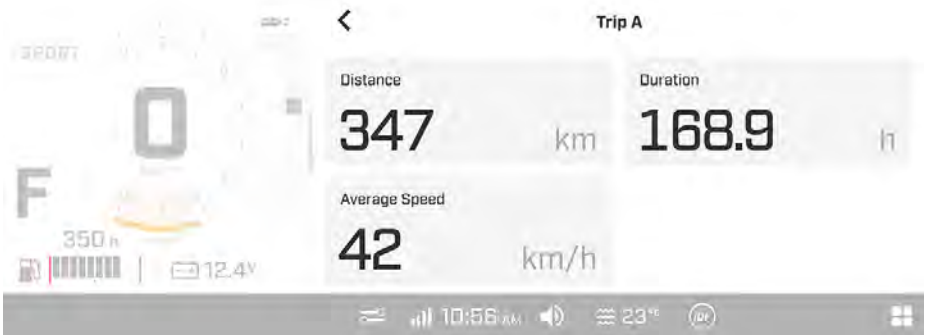 Trip A
SPORT
Distance
Duration
0
347 km
168.9 h
F
Average Speed
42 km/h
350 h
12.4V
10:56 AM
23°C